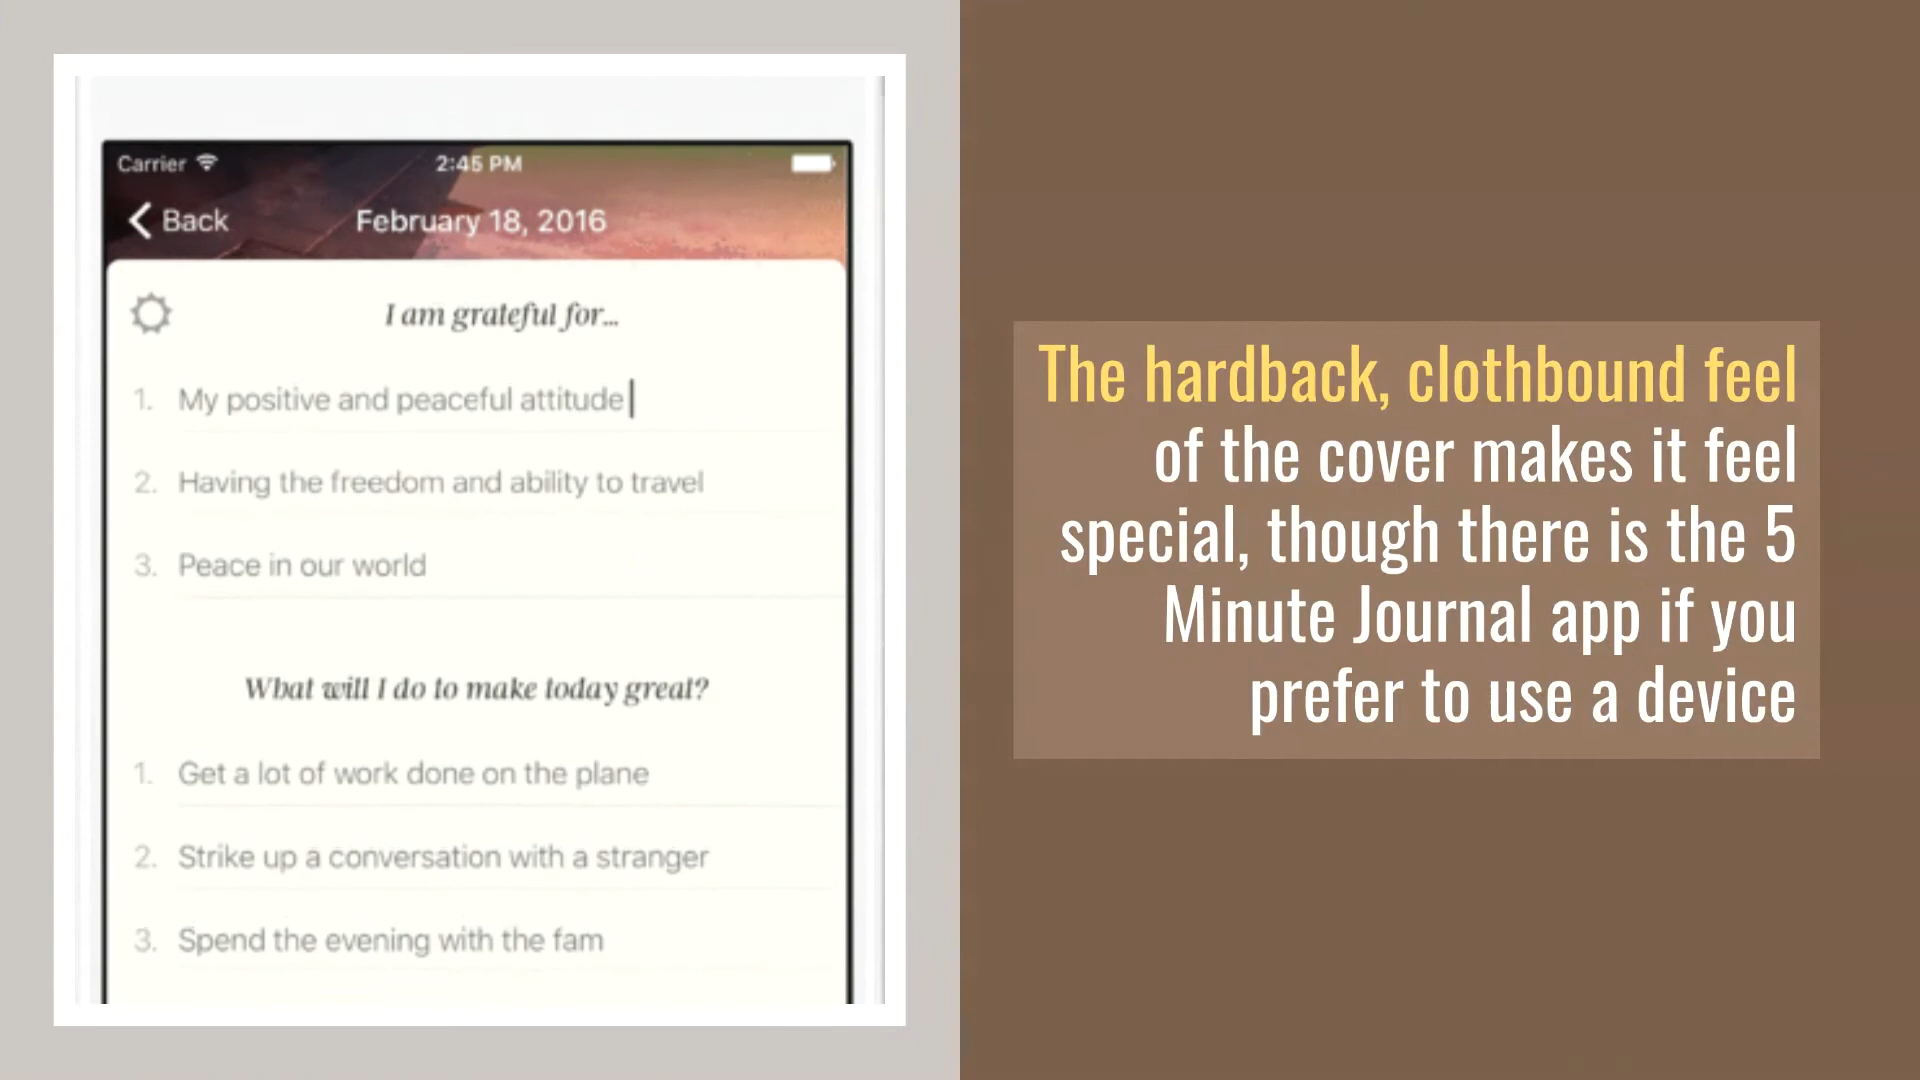 Carrier
2:45 PM
Back
February 18, 2016
I am grateful for...
1. My positive and peaceful attitude
2. Having the freedom and ability to travel
3. Peace in our world
What will I do to make today great?
1. Get a lot of work done on the plane
2. Strike up a conversation with a stranger
3. Spend the evening with the fam
The hardback, clothbound feel
of the cover makes it feel
special, though there is the 5
Minute Journal app if you
prefer to use a device